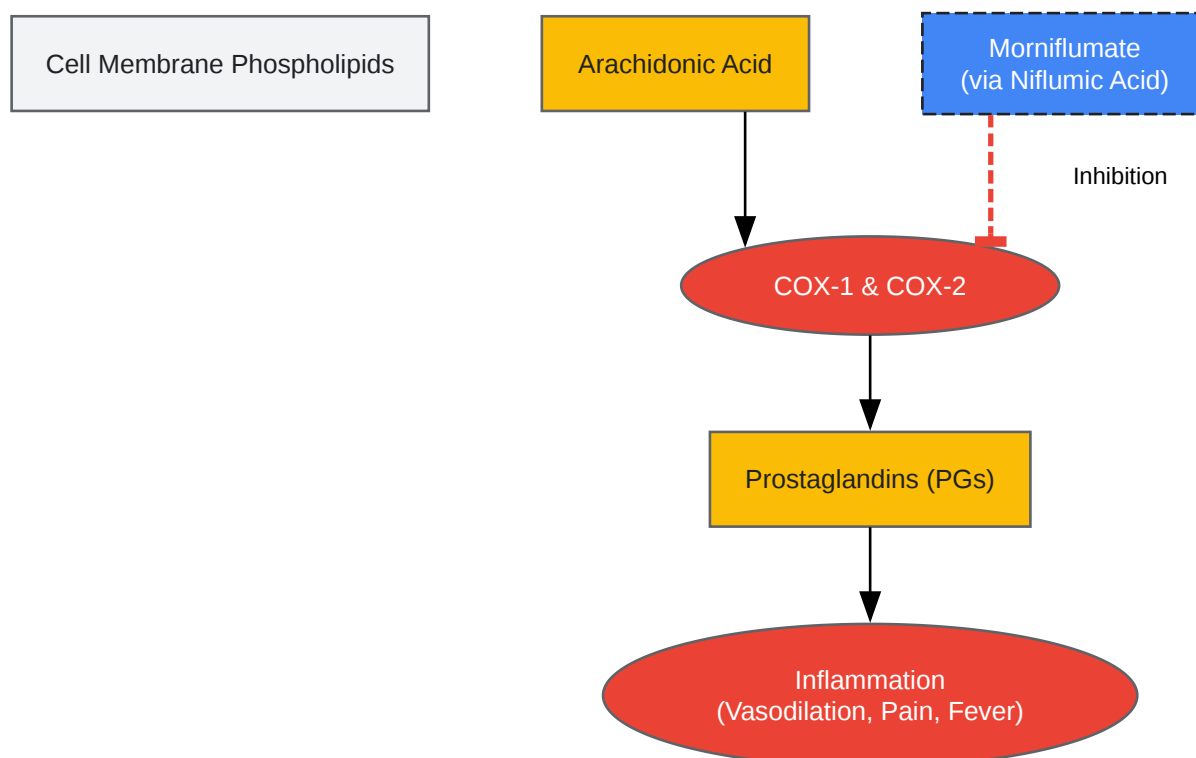 Cell Membrane Phospholipids
Arachidonic Acid
Morniflumate
(via Niflumic Acid)
Inhibition
COX-1 & COX-2
Prostaglandins (PGs)
Inflammation
(Vasodilation, Pain, Fever)